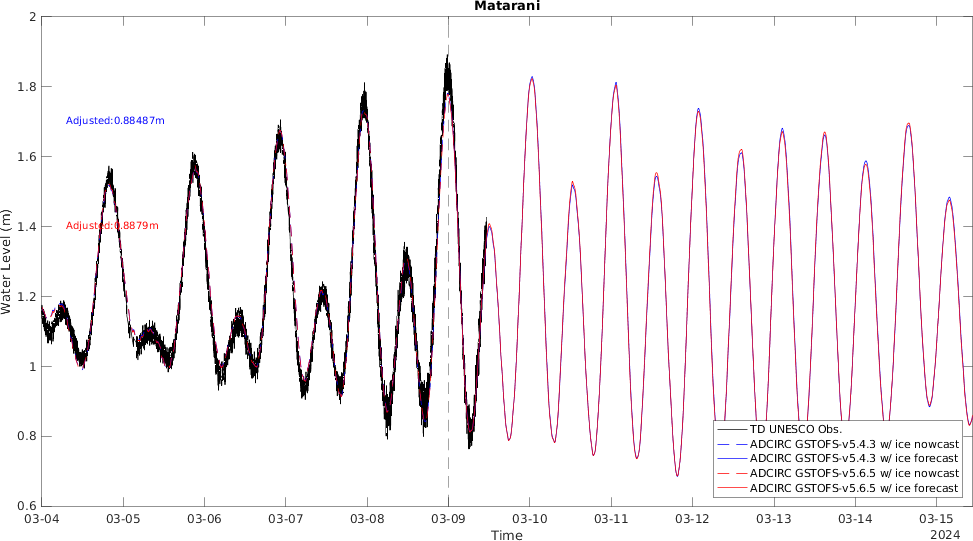 Matarani
2
1.8
1.6
1.4
1.2
1
0.8
0.6
Water Level (m)
Adjusted:0.88487m
Adjusted:0.8879m
TD UNESCO Obs.
ADCIRC GSTOFS-v5.4.3 w/ ice nowcast
ADCIRC GSTOFS-v5.4.3 w/ ice forecast
ADCIRC GSTOFS-v5.6.5 w/ ice nowcast
ADCIRC GSTOFS-v5.6.5 w/ ice forecast
03-04 03-05 03-06 03-07 03-08 03-09 03-10 03-11 03-12 03-13 03-14 03-15
Time
2024